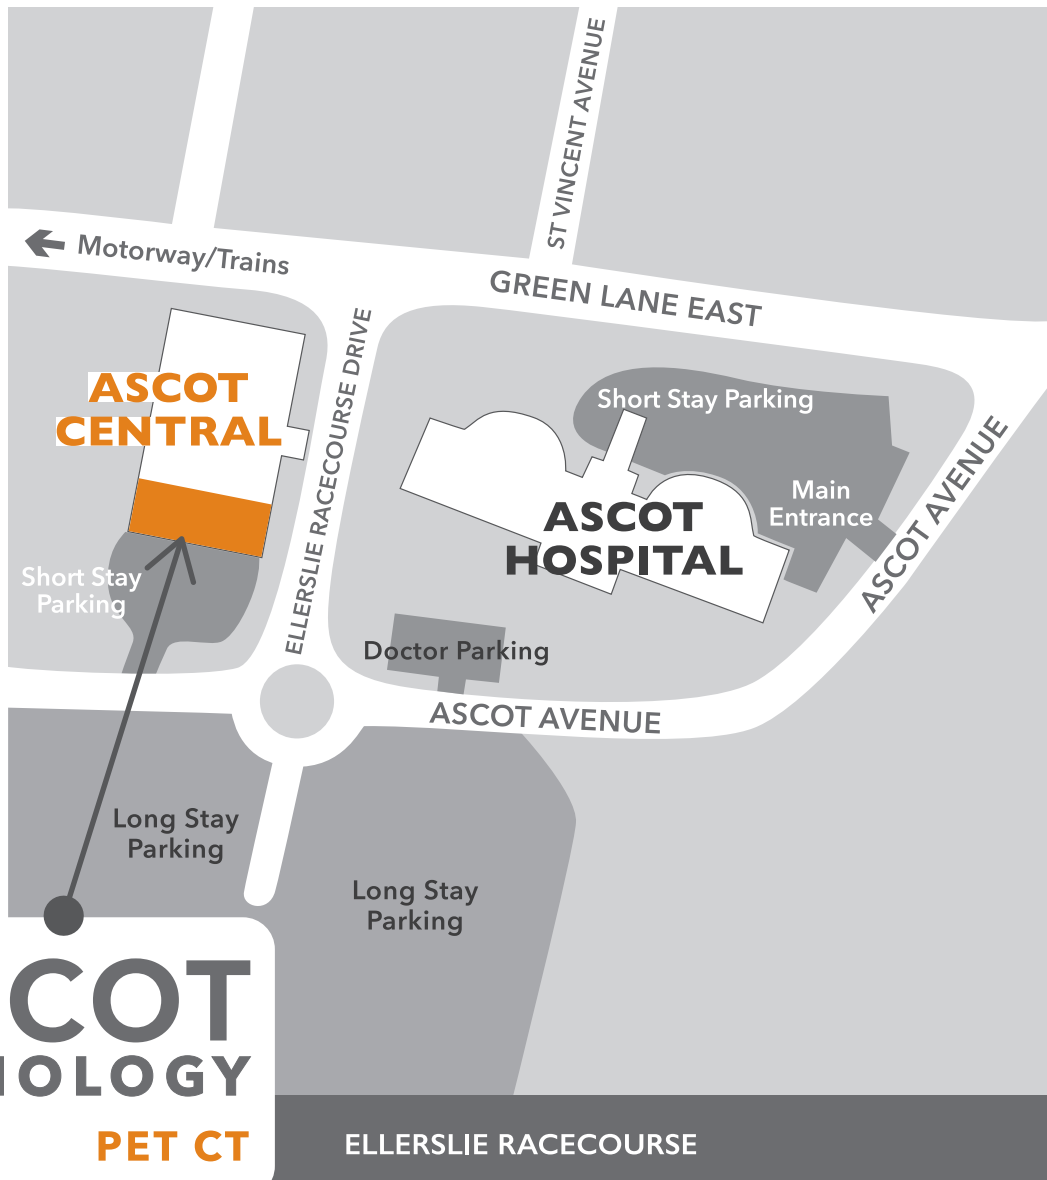 ST VINCENT AVENUE
Motorway/Trains
GREEN LANE EAST
ELLERSLIE RACECOURSE DRIVE
ASCOT
CENTRAL
Short Stay Parking
Main
Entrance
ASCOT AVENUE
ASCOT
HOSPITAL
Short Stay
Parking
Doctor Parking
ASCOT AVENUE
Long Stay
Parking
Long Stay
Parking
COT
OLOGY
PET CT
ELLERSLIE RACECOURSE